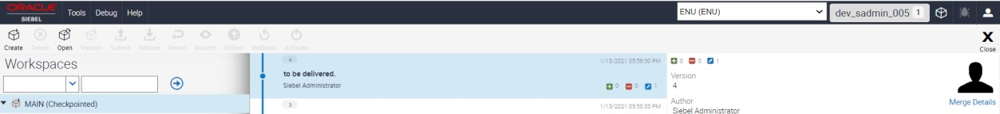 ORACLE
SIEBEL
Tools Debug Help
ENU (ENU)
dev_sadmin_005 1
Create Delete Open Version Submit Rebase Revert Inspect Deliver Rollback Activate
X
Close
Workspaces
MAIN (Checkpointed)
4
1/13/2021 05:56:30 PM
to be delivered.
Siebel Administrator
0 0 1
3
1/13/2021 05:50:33 PM
0 0 1
Version
4
Author
Siebel Administrator
Merge Details